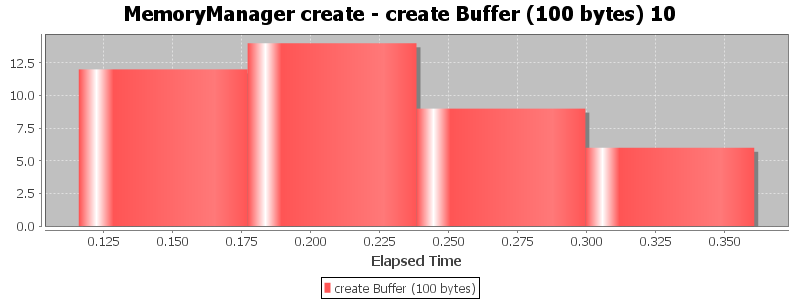 MemoryManager create - create Buffer (100 bytes) 10
12.5
10.0
7.5
5.0
2.5
0.0
0.125 0.150 0.175 0.200 0.225 0.250 0.275 0.300 0.325 0.350
Elapsed Time
create Buffer (100 bytes)